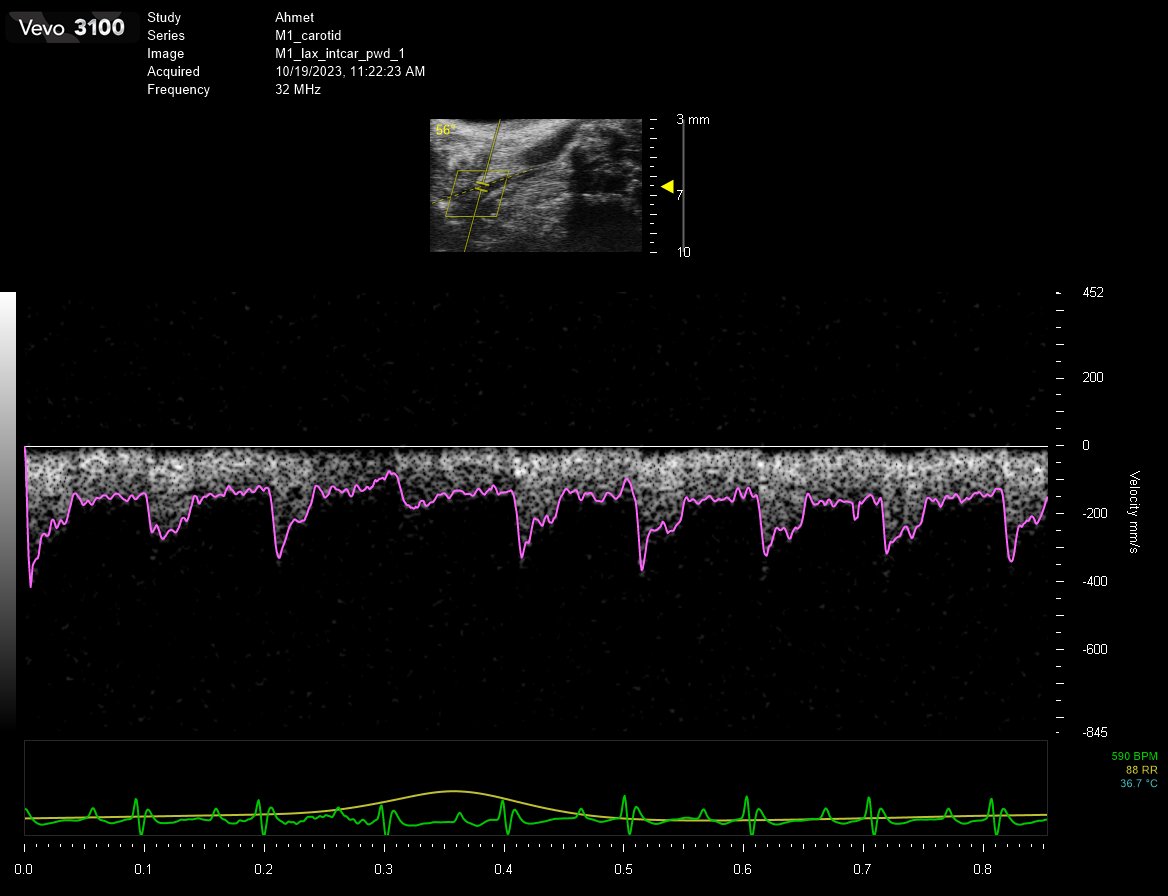 Vevo 3100
Study Ahmet
Series M1_carotid
Image M1_lax_intcar_pwd_1
Acquired 10/19/2023, 11:22:23 AM
Frequency 32 MHz
56°
3 mm
7
10
452
200
0
-200
-400
-600
-845
Velocity mm/s
590 BPM
88 RR
36.7 °C
0.0 0.1 0.2 0.3 0.4 0.5 0.6 0.7 0.8